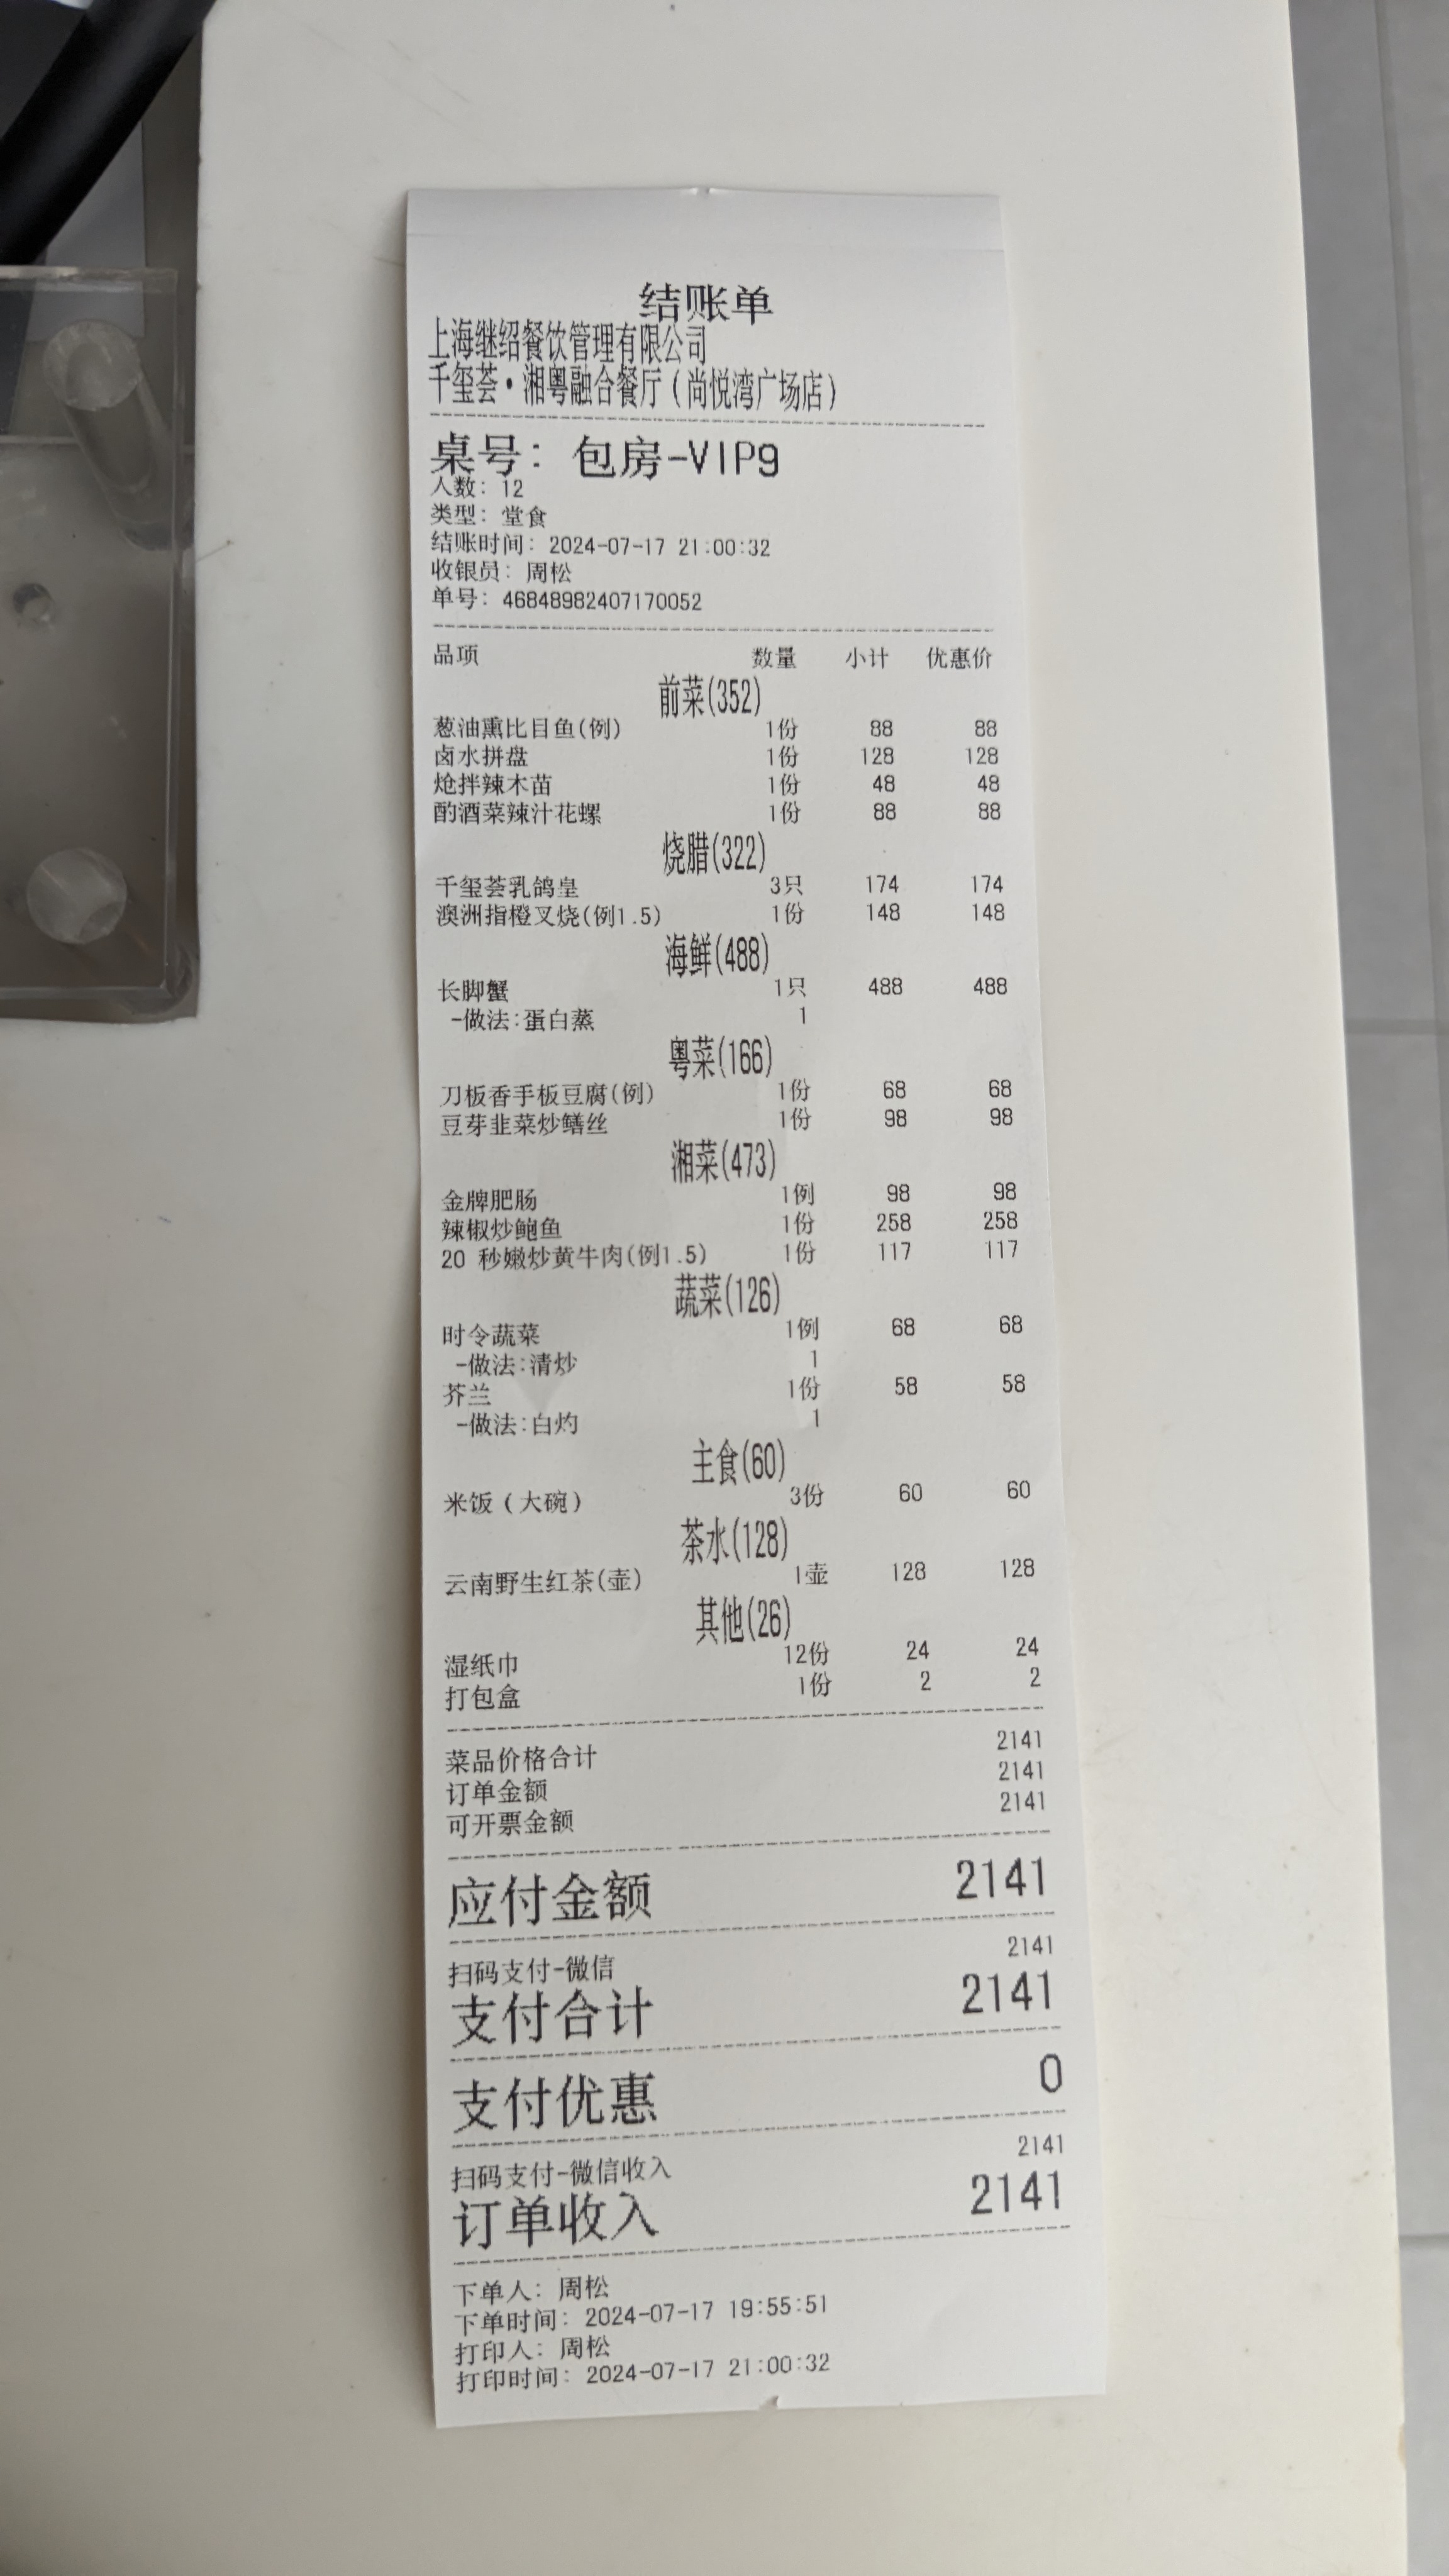 结账单
上海继绍餐饮管理有限公司
千玺荟•湘粤融合餐厅(尚悦湾广场店)
桌号: 包房-VIP9
人数: 12
类型: 堂食
结账时间: 2024-07-17 21:00:32
收银员: 周松
单号: 46848982407170052
品项 数量 小计 优惠价
前菜(352)
葱油熏比目鱼(例) 1份 88 88
卤水拼盘 1份 128 128
炝拌辣木苗 1份 48 48
酌酒菜辣汁花螺 1份 88 88
烧腊(322)
千玺荟乳鸽皇 3只 174 174
澳洲指橙叉烧(例1.5) 1份 148 148
海鲜(488)
长脚蟹 1只 488 488
-做法:蛋白蒸 1
粤菜(166)
刀板香手板豆腐(例) 1份 68 68
豆芽韭菜炒鳝丝 1份 98 98
湘菜(473)
金牌肥肠 1例 98 98
辣椒炒鲍鱼 1份 258 258
20 秒嫩炒黄牛肉(例1.5) 1份 117 117
蔬菜(126)
时令蔬菜 1例 68 68
-做法:清炒 1
芥兰 1份 58 58
-做法:白灼 1
主食(60)
米饭(大碗) 3份 60 60
茶水(128)
云南野生红茶(壶) 1壶 128 128
其他(26)
湿纸巾 12份 24 24
打包盒 1份 2 2
菜品价格合计 2141
订单金额 2141
可开票金额 2141
应付金额 2141
扫码支付-微信 2141
支付合计 2141
支付优惠 0
扫码支付-微信收入 2141
订单收入 2141
下单人: 周松
下单时间: 2024-07-17 19:55:51
打印人: 周松
打印时间: 2024-07-17 21:00:32